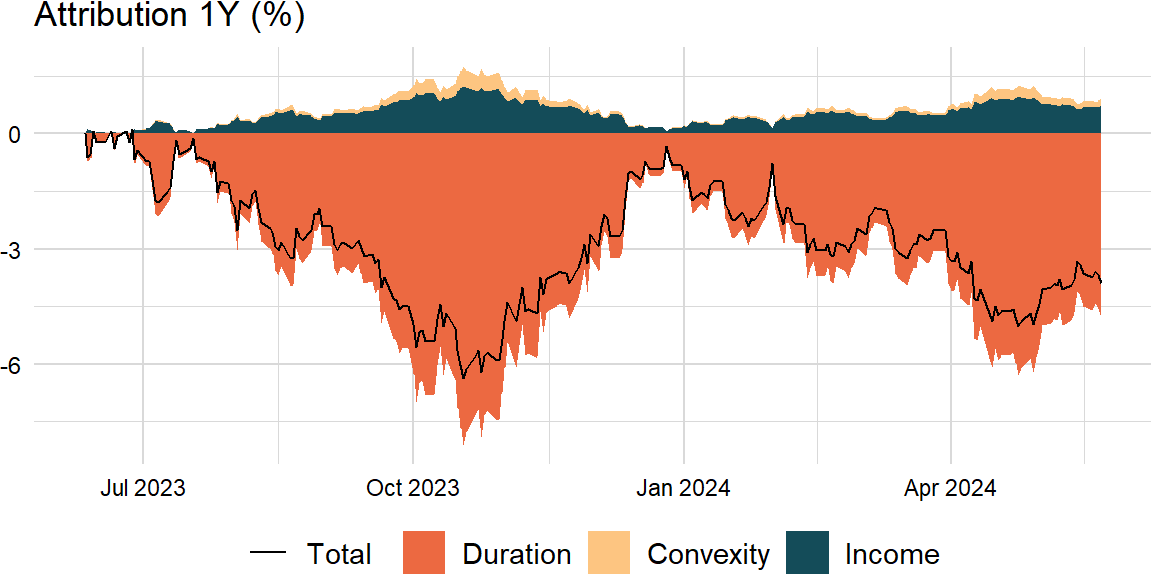 Attribution 1Y (%)
0
-3
-6
Jul 2023 Oct 2023 Jan 2024 Apr 2024
Total Duration Convexity Income